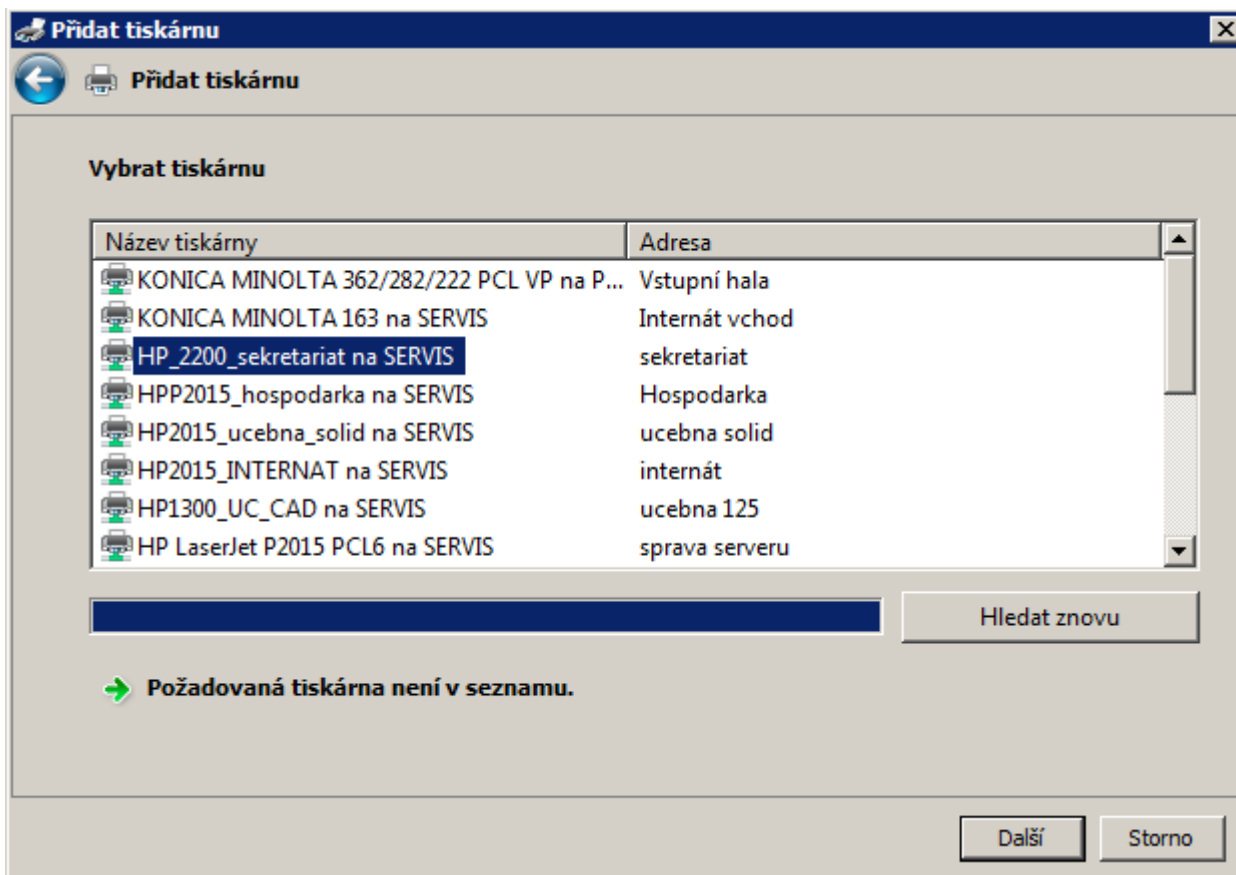 Přidat tiskárnu
Přidat tiskárnu
Vybrat tiskárnu
Název tiskárny Adresa
KONICA MINOLTA 362/282/222 PCL VP na P... Vstupní hala
KONICA MINOLTA 163 na SERVIS Internát vchod
HP_2200_sekretariat na SERVIS sekretariat
HPP2015_hospodarka na SERVIS Hospodarka
HP2015_ucebna_solid na SERVIS ucebna solid
HP2015_INTERNAT na SERVIS internát
HP1300_UC_CAD na SERVIS ucebna 125
HP LaserJet P2015 PCL6 na SERVIS sprava serveru
Hledat znovu
Požadovaná tiskárna není v seznamu.
Další Storno